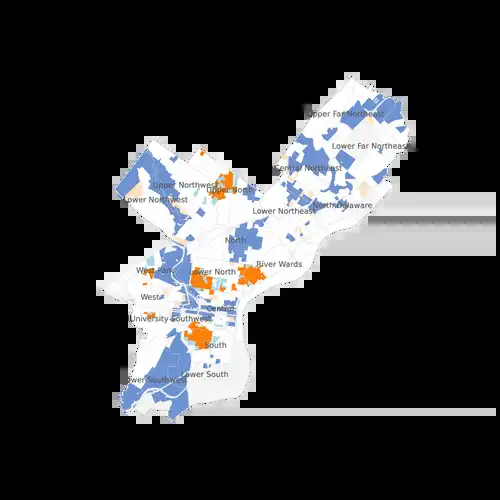 Upper Far Northeast
Lower Far Northeast
Central Northeast
Upper Northwest
Upper North
Lower Northwest
North Delaware
Lower Northeast
North
River Wards
West Park
Lower North
West
Central
University Southwest
South
Lower South
Lower Southwest